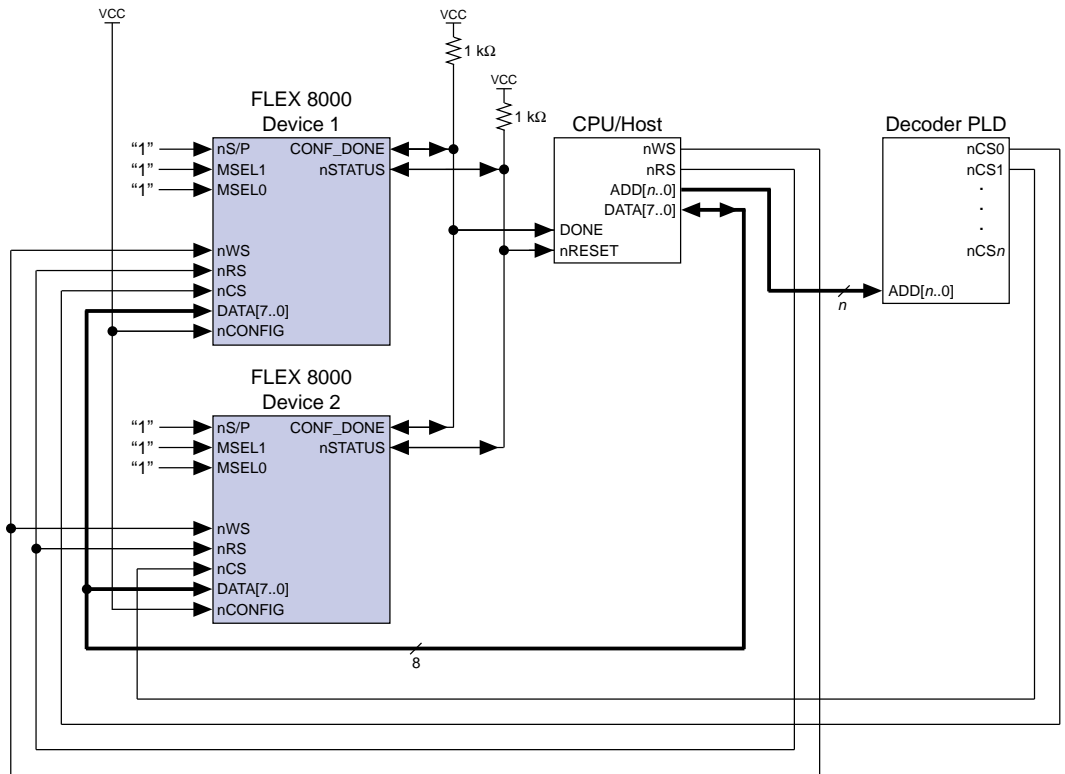 VCC
VCC
1 kΩ
VCC
1 kΩ
FLEX 8000
Device 1
“1”
“1”
“1”
nS/P
MSEL1
MSEL0
CONF_DONE
nSTATUS
nWS
nRS
nCS
DATA[7..0]
nCONFIG
CPU/Host
nWS
nRS
ADD[n..0]
DATA[7..0]
DONE
nRESET
Decoder PLD
nCS0
nCS1
.
.
.
nCSn
ADD[n..0]
n
FLEX 8000
Device 2
“1”
“1”
“1”
nS/P
MSEL1
MSEL0
CONF_DONE
nSTATUS
nWS
nRS
nCS
DATA[7..0]
nCONFIG
8